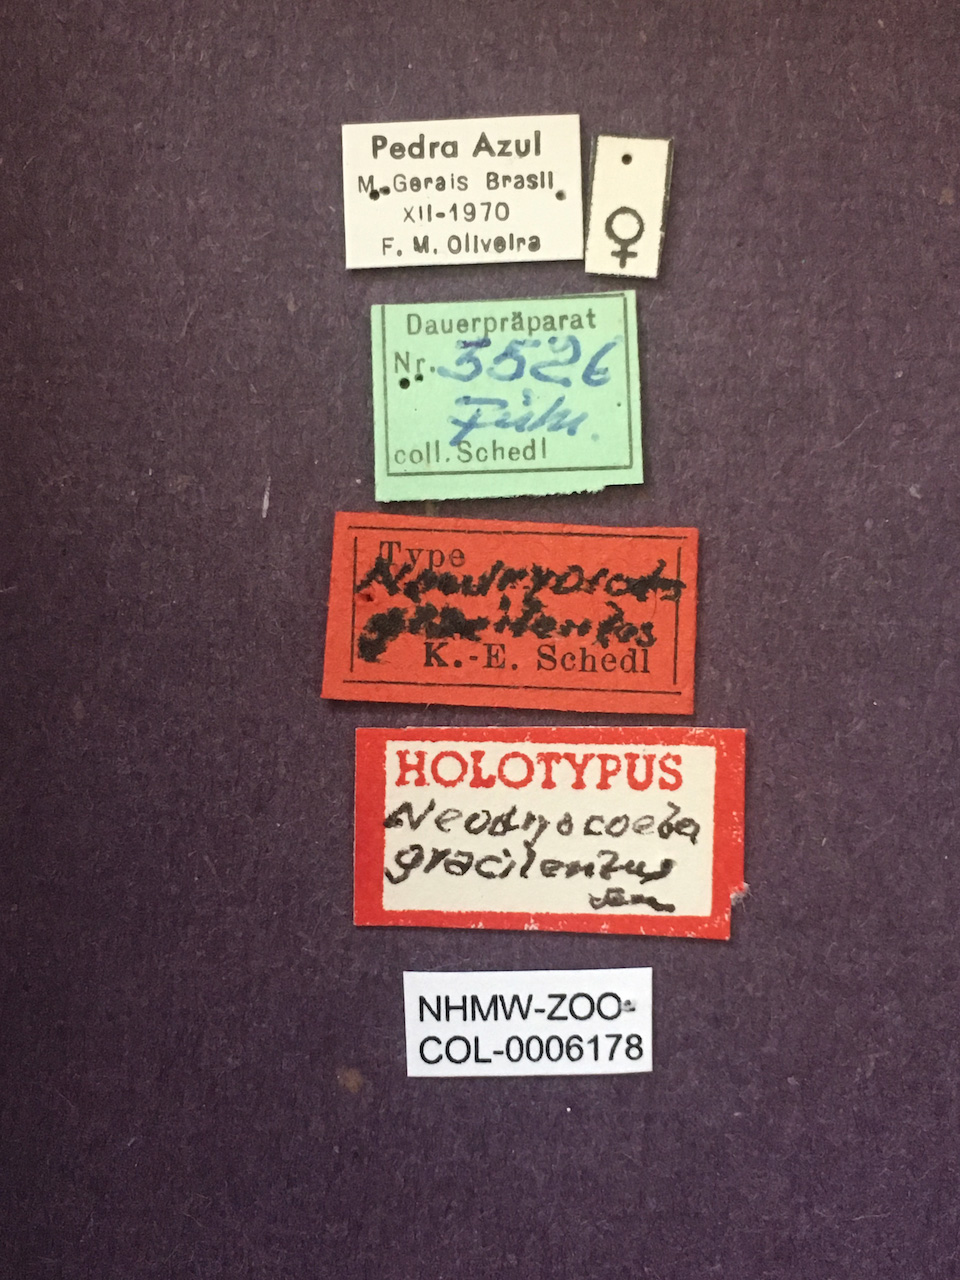 Pedra Azul
M. Gerais Brasil
XII-1970
F. M. Oliveira
♀
Dauerpräparat
Nr. 3526
coll. Schedl
Type
K.-E. Schedl
HOLOTYPUS
gracilentus
NHMW-ZOO-
COL-0006178